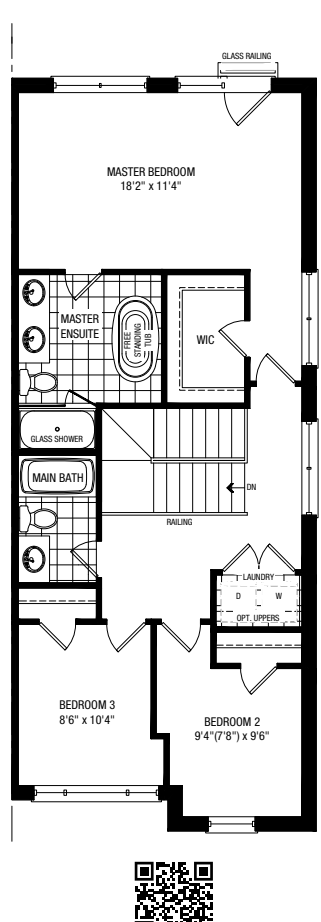 GLASS RAILING
MASTER BEDROOM
18'2" x 11'4"
MASTER
ENSUITE
FREE
STANDING
TUB
WIC
GLASS SHOWER
MAIN BATH
DN
RAILING
LAUNDRY
D W
OPT. UPPERS
BEDROOM 3
8'6" x 10'4"
BEDROOM 2
9'4"(7'8") x 9'6"